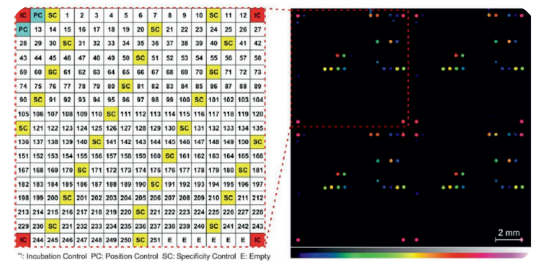 IC PC SC 1 2 3 4 5 6 7 8 9 10 SC 11 12 IC
PC 13 14 15 16 17 18 19 20 SC 21 22 23 24 25 26 27
28 29 30 SC 31 32 33 34 35 36 37 38 39 40 SC 41 42
43 44 45 46 47 48 49 50 SC 51 52 53 54 55 56 57 58
59 60 SC 61 62 63 64 65 66 67 68 69 70 SC 71 72 73
74 75 76 77 78 79 80 SC 81 82 83 84 85 86 87 88 89
90 SC 91 92 93 94 95 96 97 98 99 100 SC 101 102 103 104
105 106 107 108 109 110 SC 111 112 113 114 115 116 117 118 119 120
SC 121 122 123 124 125 126 127 128 129 130 SC 131 132 133 134 135
136 137 138 139 140 SC 141 142 143 144 145 146 147 148 149 150 SC
151 152 153 154 155 156 157 158 159 160 SC 161 162 163 164 165 166
167 168 169 170 SC 171 172 173 174 175 176 177 178 179 180 SC 181
182 183 184 185 186 187 188 189 190 SC 191 192 193 194 195 196 197
198 199 200 SC 201 202 203 204 205 206 207 208 209 210 SC 211 212
213 214 215 216 217 218 219 220 SC 221 222 223 224 225 226 227 228
229 230 SC 231 232 233 234 235 236 237 238 239 240 SC 241 242 243
IC 244 245 246 247 248 249 250 SC 251 E E E E E E IC
: Incubation Control PC: Position Control SC: Specificity Control E: Empty
2 mm